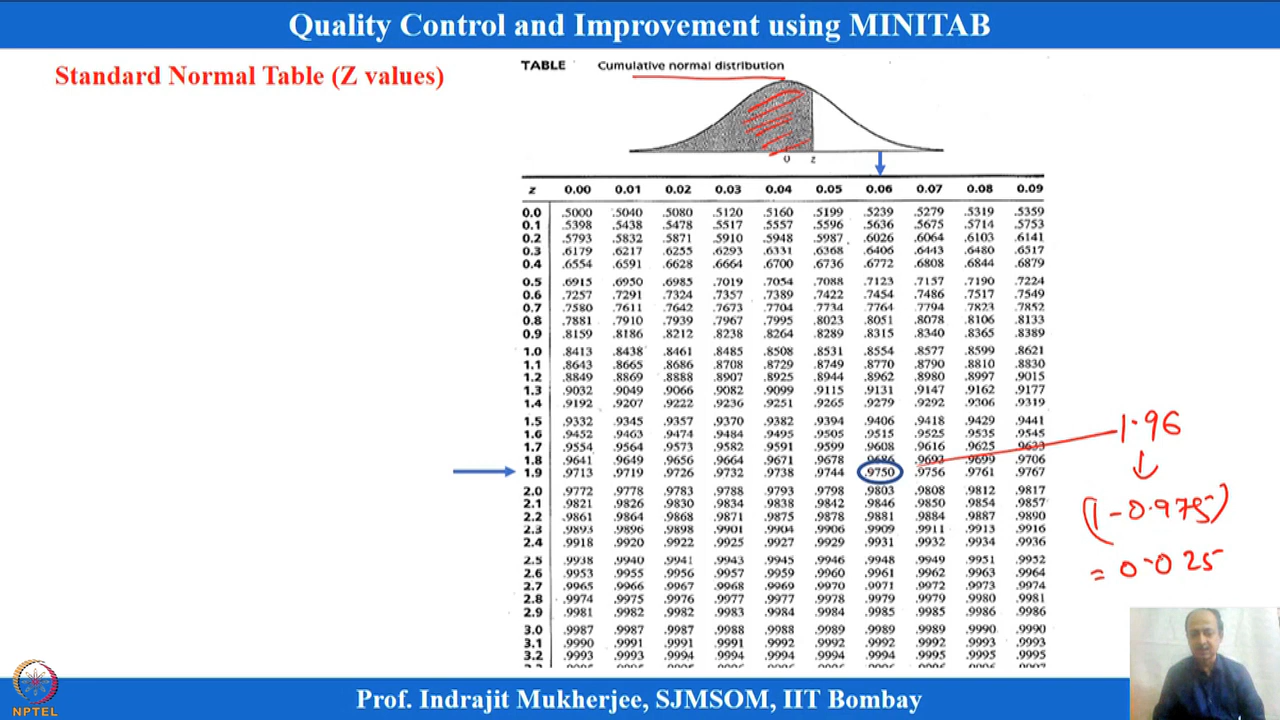 Quality Control and Improvement using MINITAB
Standard Normal Table (Z values)
TABLE Cumulative normal distribution
0 z
z 0.00 0.01 0.02 0.03 0.04 0.05 0.06 0.07 0.08 0.09
0.0 .5000 .5040 .5080 .5120 .5160 .5199 .5239 .5279 .5319 .5359
0.1 .5398 .5438 .5478 .5517 .5557 .5596 .5636 .5675 .5714 .5753
0.2 .5793 .5832 .5871 .5910 .5948 .5987 .6026 .6064 .6103 .6141
0.3 .6179 .6217 .6255 .6293 .6331 .6368 .6406 .6443 .6480 .6517
0.4 .6554 .6591 .6628 .6664 .6700 .6736 .6772 .6808 .6844 .6879
0.5 .6915 .6950 .6985 .7019 .7054 .7088 .7123 .7157 .7190 .7224
0.6 .7257 .7291 .7324 .7357 .7389 .7422 .7454 .7486 .7517 .7549
0.7 .7580 .7611 .7642 .7673 .7704 .7734 .7764 .7794 .7823 .7852
0.8 .7881 .7910 .7939 .7967 .7995 .8023 .8051 .8078 .8106 .8133
0.9 .8159 .8186 .8212 .8238 .8264 .8289 .8315 .8340 .8365 .8389
1.0 .8413 .8438 .8461 .8485 .8508 .8531 .8554 .8577 .8599 .8621
1.1 .8643 .8665 .8686 .8708 .8729 .8749 .8770 .8790 .8810 .8830
1.2 .8849 .8869 .8888 .8907 .8925 .8944 .8962 .8980 .8997 .9015
1.3 .9032 .9049 .9066 .9082 .9099 .9115 .9131 .9147 .9162 .9177
1.4 .9192 .9207 .9222 .9236 .9251 .9265 .9279 .9292 .9306 .9319
1.5 .9332 .9345 .9357 .9370 .9382 .9394 .9406 .9418 .9429 .9441
1.6 .9452 .9463 .9474 .9484 .9495 .9505 .9515 .9525 .9535 .9545
1.7 .9554 .9564 .9573 .9582 .9591 .9599 .9608 .9616 .9625 .9633
1.8 .9641 .9649 .9656 .9664 .9671 .9678 .9686 .9693 .9699 .9706
1.9 .9713 .9719 .9726 .9732 .9738 .9744 .9750 .9756 .9761 .9767
2.0 .9772 .9778 .9783 .9788 .9793 .9798 .9803 .9808 .9812 .9817
2.1 .9821 .9826 .9830 .9834 .9838 .9842 .9846 .9850 .9854 .9857
2.2 .9861 .9864 .9868 .9871 .9875 .9878 .9881 .9884 .9887 .9890
2.3 .9893 .9896 .9898 .9901 .9904 .9906 .9909 .9911 .9913 .9916
2.4 .9918 .9920 .9922 .9925 .9927 .9929 .9931 .9932 .9934 .9936
2.5 .9938 .9940 .9941 .9943 .9945 .9946 .9948 .9949 .9951 .9952
2.6 .9953 .9955 .9956 .9957 .9959 .9960 .9961 .9962 .9963 .9964
2.7 .9965 .9966 .9967 .9968 .9969 .9970 .9971 .9972 .9973 .9974
2.8 .9974 .9975 .9976 .9977 .9977 .9978 .9979 .9979 .9980 .9981
2.9 .9981 .9982 .9982 .9983 .9984 .9984 .9985 .9985 .9986 .9986
3.0 .9987 .9987 .9987 .9988 .9988 .9989 .9989 .9989 .9990 .9990
3.1 .9990 .9991 .9991 .9991 .9992 .9992 .9992 .9992 .9993 .9993
3.2 .9993 .9993 .9994 .9994 .9994 .9994 .9994 .9995 .9995 .9995
1.96
(1-0.975)
= 0.025
NPTEL
Prof. Indrajit Mukherjee, SJMSOM, IIT Bombay